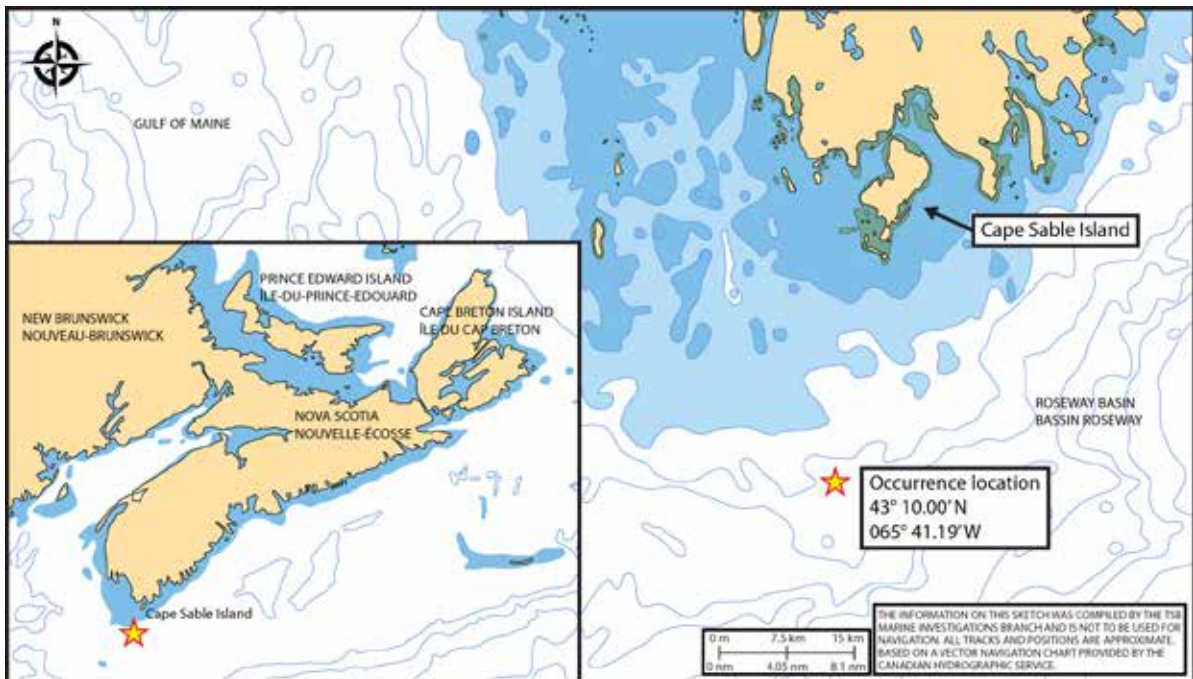 N
GULF OF MAINE
Cape Sable Island
PRINCE EDWARD ISLAND
ÎLE-DU-PRINCE-EDOUARD
CAPE BRETON ISLAND
ÎLE DU CAP BRETON
NEW BRUNSWICK
NOUVEAU-BRUNSWICK
NOVA SCOTIA
NOUVELLE-ÉCOSSE
Cape Sable Island
ROSEWAY BASIN
BASSIN ROSEWAY
Occurrence location
43° 10.00'N
065° 41.19'W
0 m 7.5 km 15 km
0 nm 4.05 nm 8.1 nm
THE INFORMATION ON THIS SKETCH WAS COMPILED BY THE TSB
MARINE INVESTIGATIONS BRANCH AND IS NOT TO BE USED FOR
NAVIGATION. ALL TRACKS AND POSITIONS ARE APPROXIMATE.
BASED ON A VECTOR NAVIGATION CHART PROVIDED BY THE
CANADIAN HYDROGRAPHIC SERVICE.